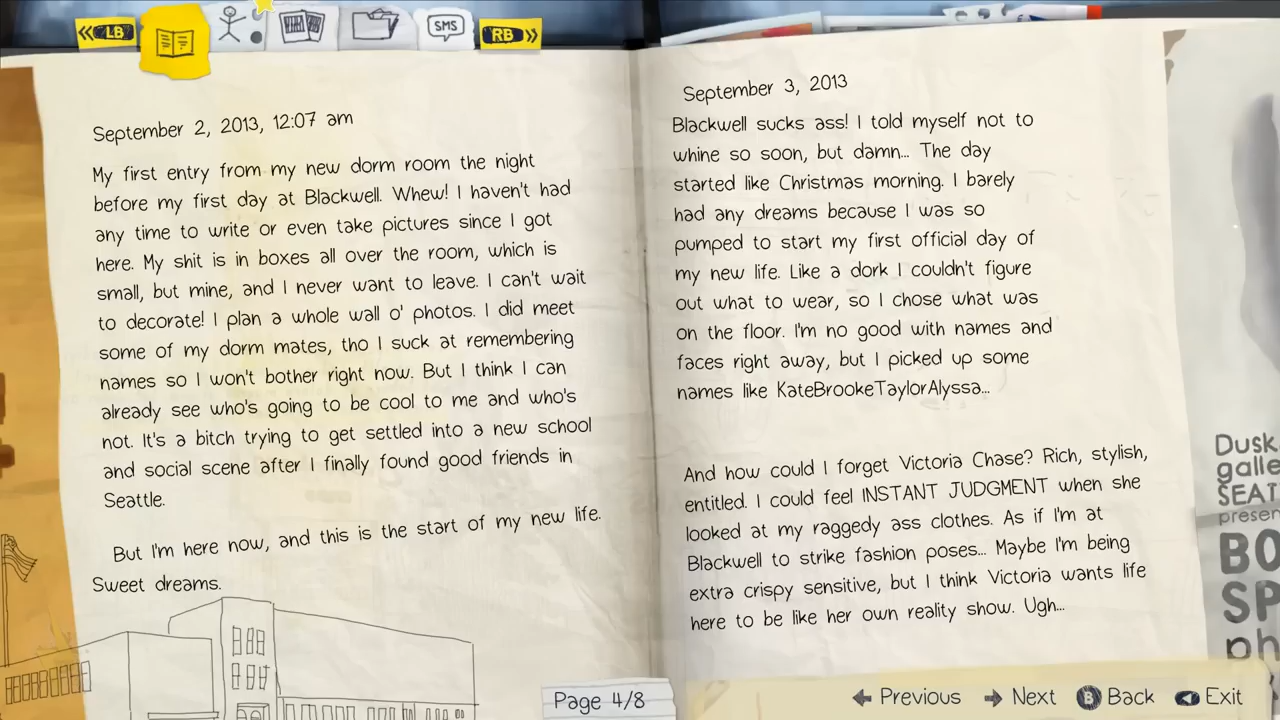 LB
SMS
RB
September 2, 2013, 12:07 am
My first entry from my new dorm room the night
before my first day at Blackwell. Whew! I haven't had
any time to write or even take pictures since I got
here. My shit is in boxes all over the room, which is
small, but mine, and I never want to leave. I can't wait
to decorate! I plan a whole wall o' photos. I did meet
some of my dorm mates, tho I suck at remembering
names so I won't bother right now. But I think I can
already see who's going to be cool to me and who's
not. It's a bitch trying to get settled into a new school
and social scene after I finally found good friends in
Seattle.
But I'm here now, and this is the start of my new life.
Sweet dreams.
September 3, 2013
Blackwell sucks ass! I told myself not to
whine so soon, but damn... The day
started like Christmas morning. I barely
had any dreams because I was so
pumped to start my first official day of
my new life. Like a dork I couldn't figure
out what to wear, so I chose what was
on the floor. I'm no good with names and
faces right away, but I picked up some
names like KateBrookeTaylorAlyssa...
And how could I forget Victoria Chase? Rich, stylish,
entitled. I could feel INSTANT JUDGMENT when she
looked at my raggedy ass clothes. As if I'm at
Blackwell to strike fashion poses... Maybe I'm being
extra crispy sensitive, but I think Victoria wants life
here to be like her own reality show. Ugh...
Dusk
galle
SEAT
presen
BO
SP
ph
Page 4/8
Previous
Next
B Back
Exit